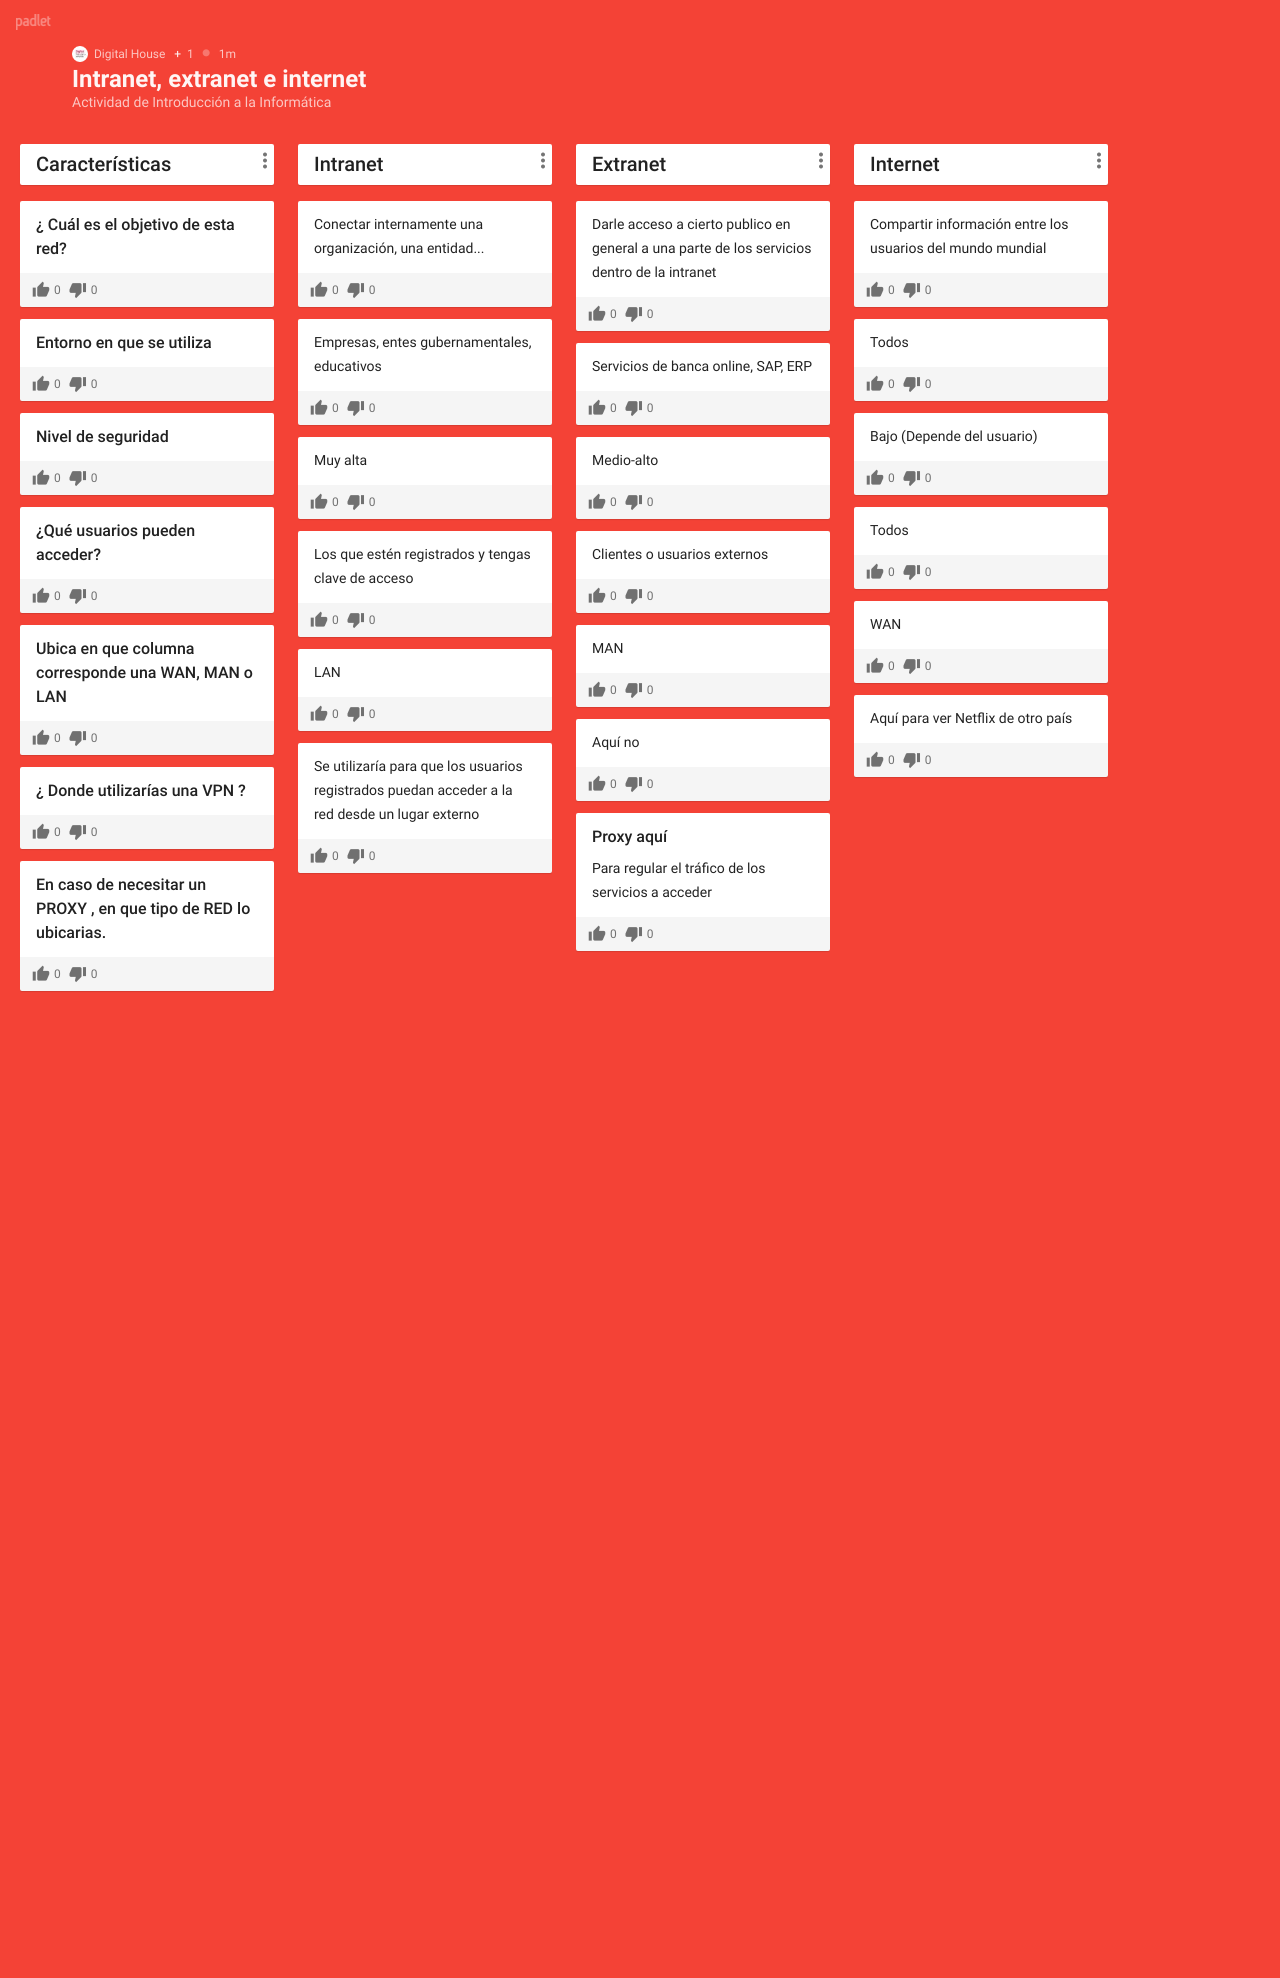 padlet
Digital House + 1 1m
Intranet, extranet e internet
Actividad de Introducción a la Informática
Características
¿ Cuál es el objetivo de esta
red?
0 0
Entorno en que se utiliza
0 0
Nivel de seguridad
0 0
¿Qué usuarios pueden
acceder?
0 0
Ubica en que columna
corresponde una WAN, MAN o
LAN
0 0
¿ Donde utilizarías una VPN ?
0 0
En caso de necesitar un
PROXY , en que tipo de RED lo
ubicarias.
0 0
Intranet
Conectar internamente una
organización, una entidad...
0 0
Empresas, entes gubernamentales,
educativos
0 0
Muy alta
0 0
Los que estén registrados y tengas
clave de acceso
0 0
LAN
0 0
Se utilizaría para que los usuarios
registrados puedan acceder a la
red desde un lugar externo
0 0
Extranet
Darle acceso a cierto publico en
general a una parte de los servicios
dentro de la intranet
0 0
Servicios de banca online, SAP, ERP
0 0
Medio-alto
0 0
Clientes o usuarios externos
0 0
MAN
0 0
Aquí no
0 0
Proxy aquí
Para regular el tráfico de los
servicios a acceder
0 0
Internet
Compartir información entre los
usuarios del mundo mundial
0 0
Todos
0 0
Bajo (Depende del usuario)
0 0
Todos
0 0
WAN
0 0
Aquí para ver Netflix de otro país
0 0